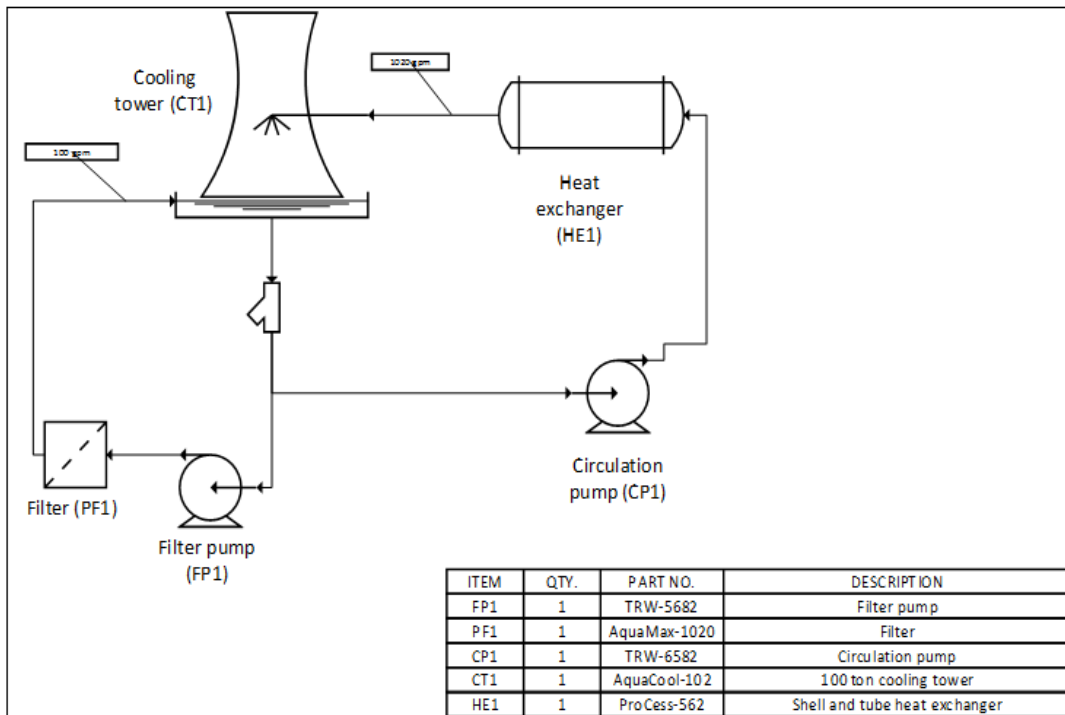 Cooling
tower (CT1)
1020 gpm
100 gpm
Heat
exchanger
(HE1)
Circulation
pump (CP1)
Filter (PF1)
Filter pump
(FP1)
ITEM QTY. PART NO. DESCRIPTION
FP1 1 TRW-5682 Filter pump
PF1 1 AquaMax-1020 Filter
CP1 1 TRW-6582 Circulation pump
CT1 1 AquaCool-102 100 ton cooling tower
HE1 1 ProCess-562 Shell and tube heat exchanger